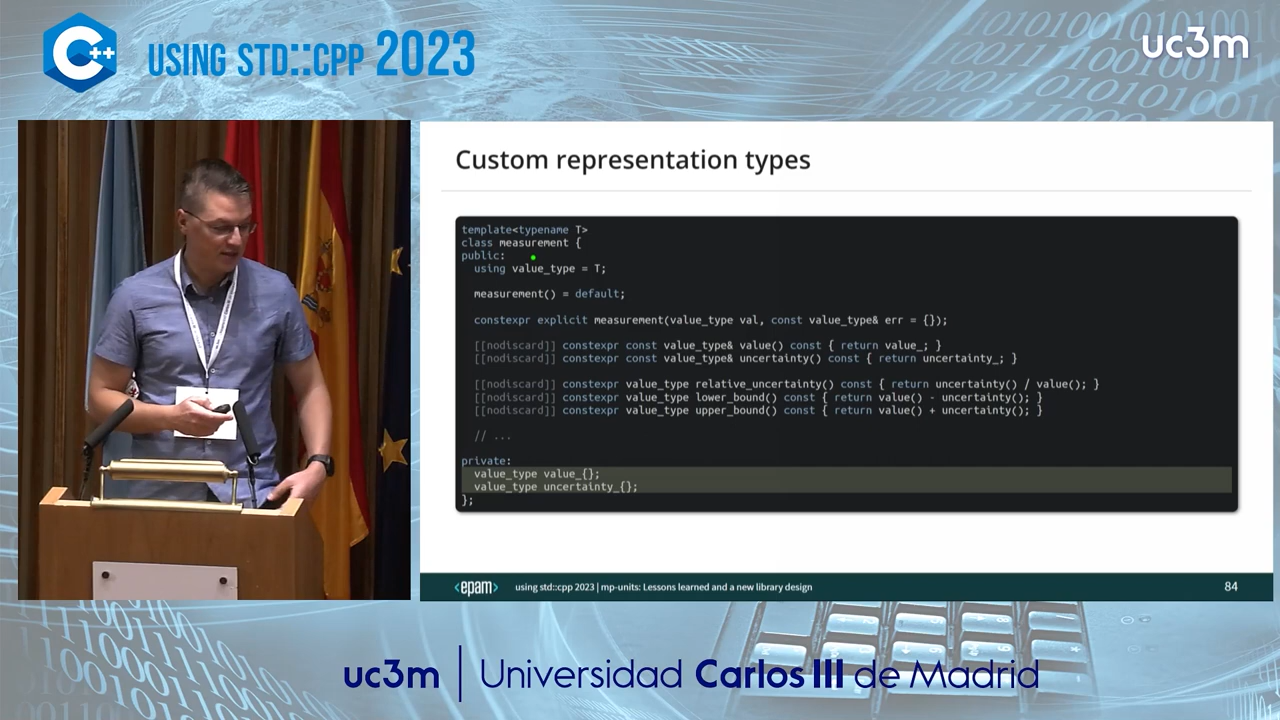 C++
USING STD::CPP 2023
uc3m
Custom representation types
template<typename T>
class measurement {
public:
using value_type = T;
measurement() = default;
constexpr explicit measurement(value_type val, const value_type& err = {});
[[nodiscard]] constexpr const value_type& value() const { return value_; }
[[nodiscard]] constexpr const value_type& uncertainty() const { return uncertainty_; }
[[nodiscard]] constexpr value_type relative_uncertainty() const { return uncertainty() / value(); }
[[nodiscard]] constexpr value_type lower_bound() const { return value() - uncertainty(); }
[[nodiscard]] constexpr value_type upper_bound() const { return value() + uncertainty(); }
// ...
private:
value_type value_{};
value_type uncertainty_{};
};
<epam> using std::cpp 2023 | mp-units: Lessons learned and a new library design 84
uc3m | Universidad Carlos III de Madrid